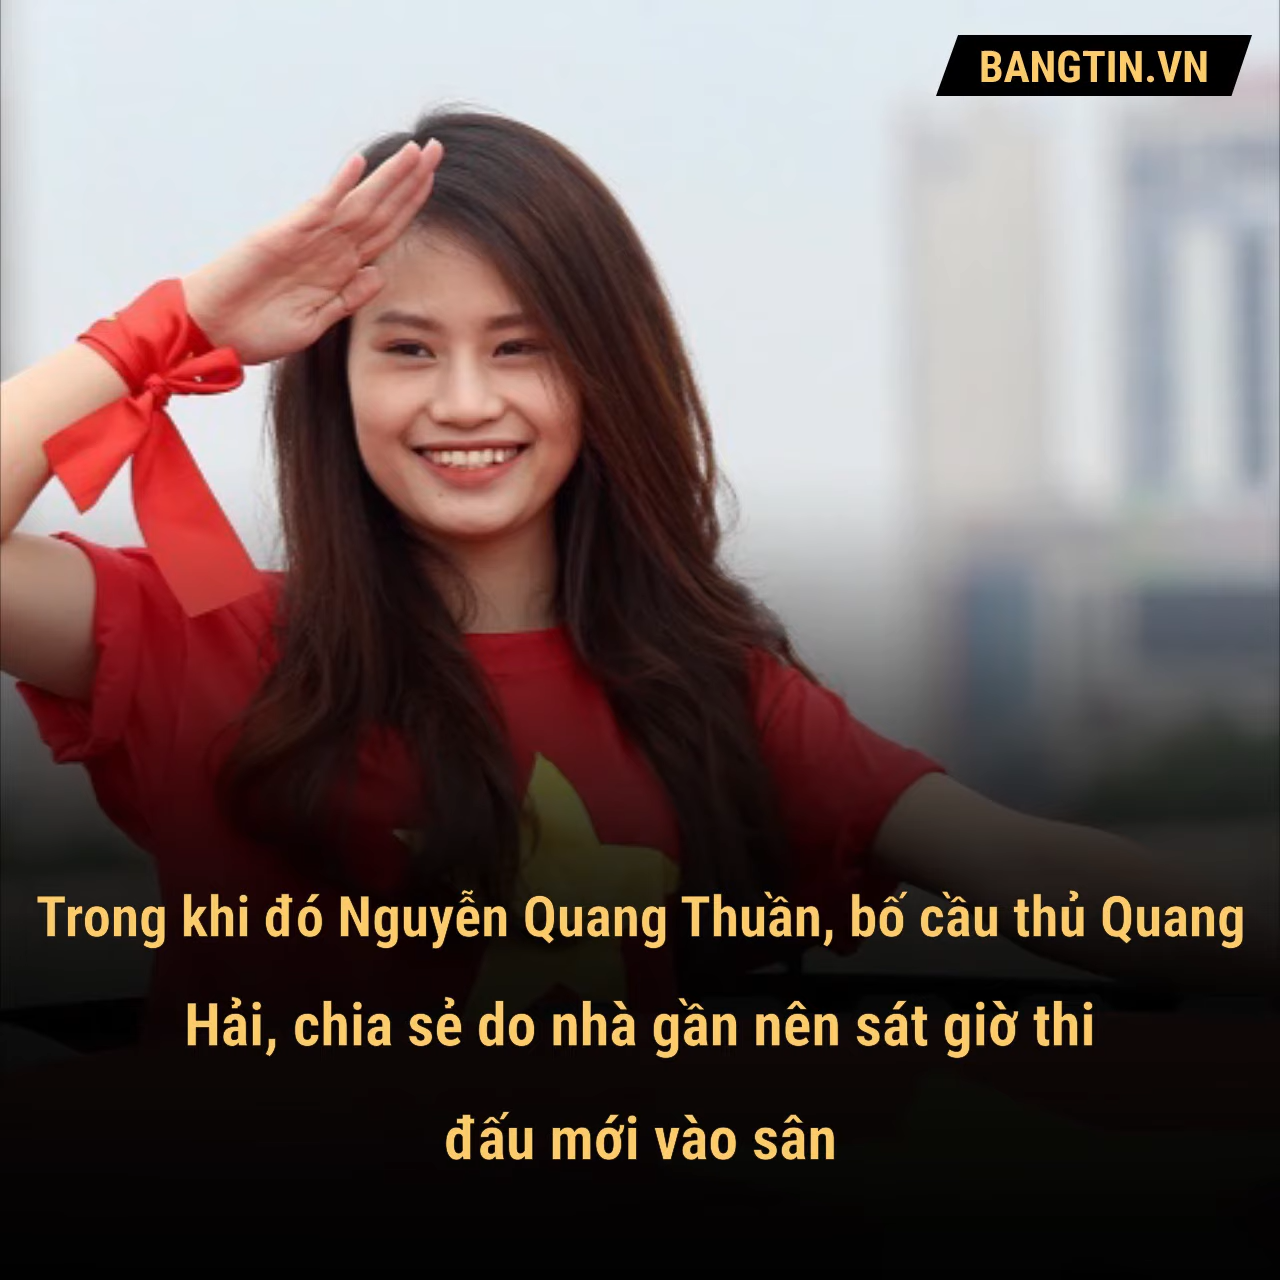 BANGTIN.VN
Trong khi đó Nguyễn Quang Thuần, bố cầu thủ Quang
Hải, chia sẻ do nhà gần nên sát giờ thi
đấu mới vào sân